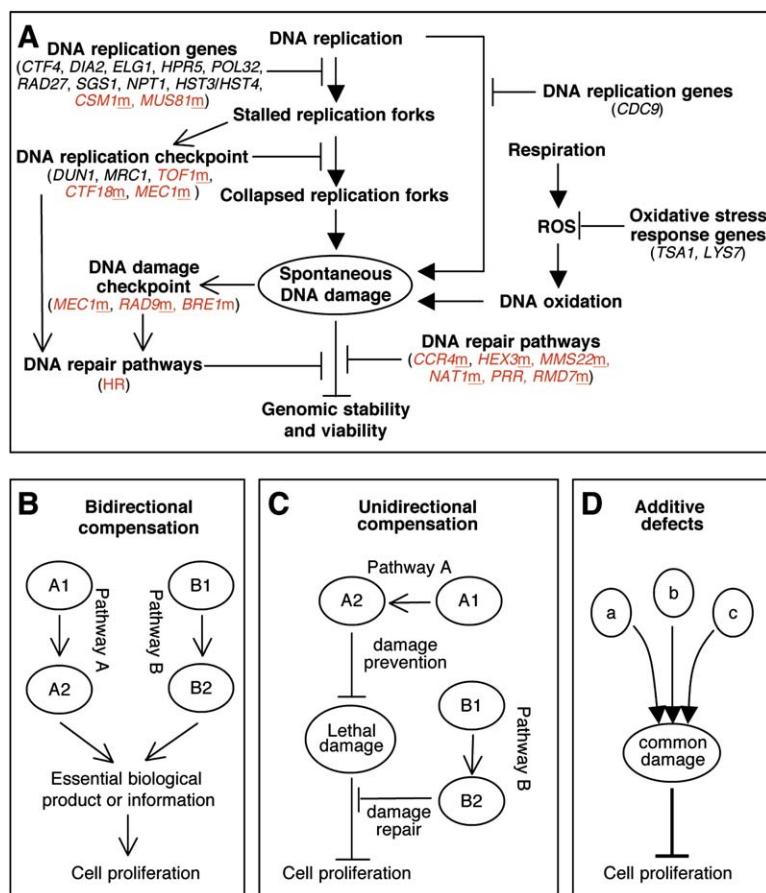 A
DNA replication genes
(CTF4, DIA2, ELG1, HPR5, POL32,
RAD27, SGS1, NPT1, HST3/HST4,
CSM1m, MUS81m)
DNA replication
DNA replication genes
(CDC9)
Stalled replication forks
DNA replication checkpoint
(DUN1, MRC1, TOF1m,
CTF18m, MEC1m )
Respiration
Collapsed replication forks
ROS
Oxidative stress
response genes
(TSA1, LYS7)
DNA damage
checkpoint
(MEC1m, RAD9m, BRE1m)
Spontaneous
DNA damage
DNA oxidation
DNA repair pathways
(HR)
DNA repair pathways
(CCR4m, HEX3m, MMS22m,
NAT1m, PRR, RMD7m)
Genomic stability
and viability
B
Bidirectional
compensation
A1
B1
Pathway A
Pathway B
A2
B2
Essential biological
product or information
Cell proliferation
C
Unidirectional
compensation
Pathway A
A2
A1
damage
prevention
Lethal
damage
B1
Pathway B
B2
damage
repair
Cell proliferation
D
Additive
defects
a
b
c
common
damage
Cell proliferation